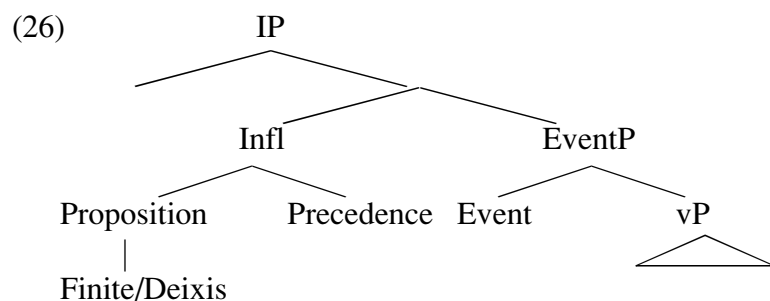 (26) IP
Infl EventP
Proposition Precedence Event vP
Finite/Deixis